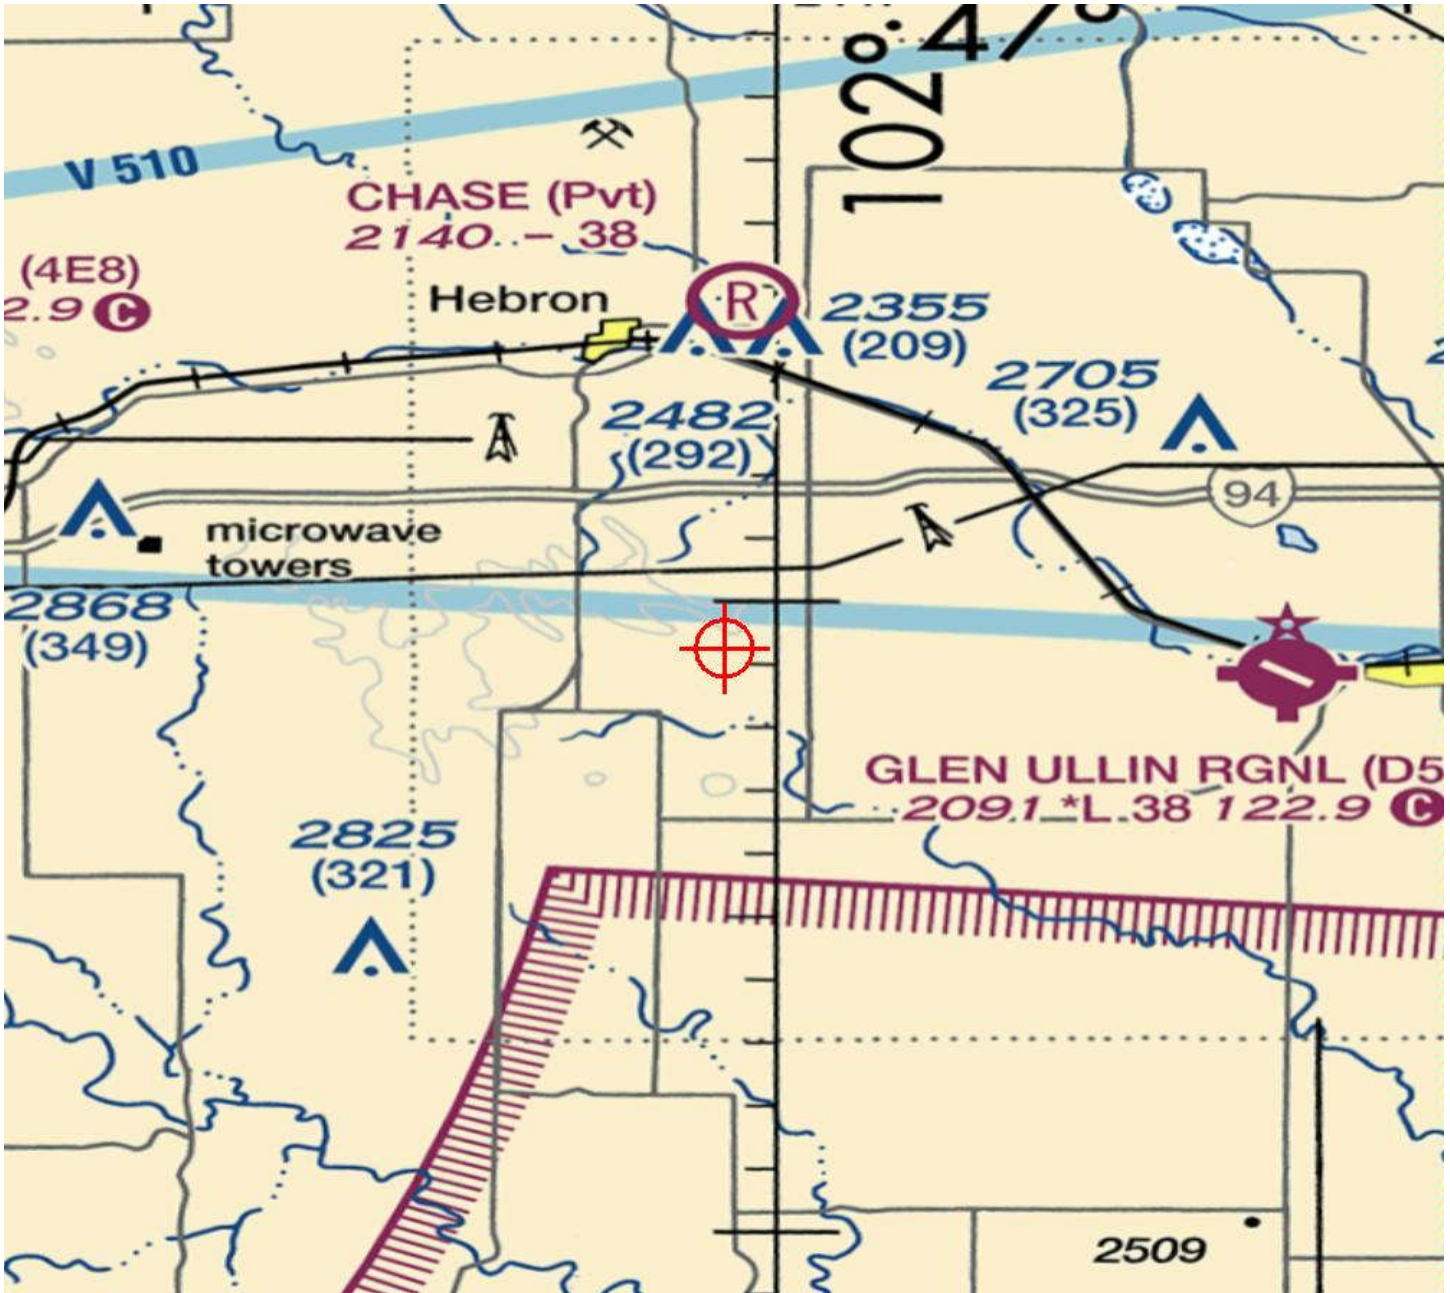 47°
102°
V 510
CHASE (Pvt)
2140 - 38
(4E8)
2.9 C
Hebron
R
2355
(209)
2705
(325)
2482
(292)
94
microwave
towers
2868
(349)
GLEN ULLIN RGNL (D5
2091 *L 38 122.9 C
2825
(321)
2509